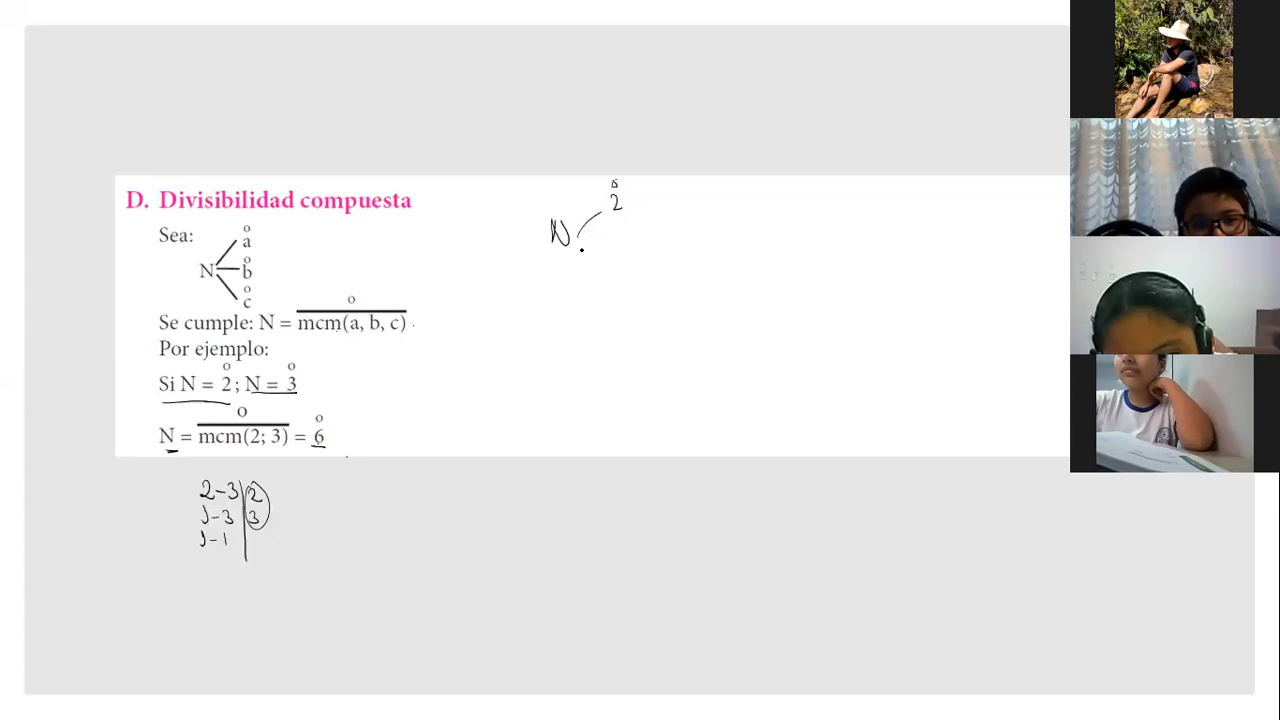 D. Divisibilidad compuesta
Sea:
o
a
N
o
b
o
c
Se cumple: N = mcm(a, b, c)
o
Por ejemplo:
Si N = 2; N = 3
o o
N = mcm(2; 3) = 6
o o
2-3 | 2
1-3 | 3
1-1 |
N
o
2